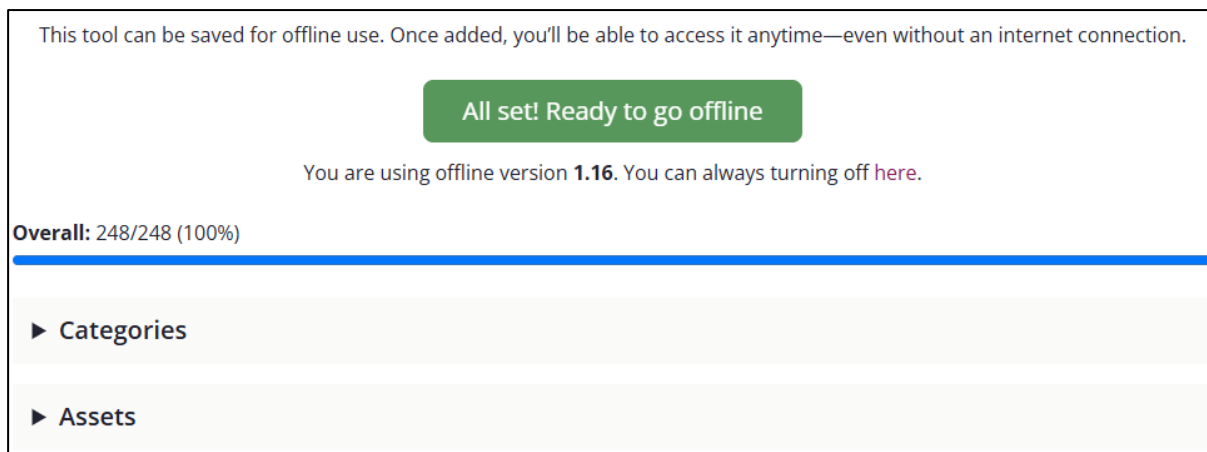 This tool can be saved for offline use. Once added, you’ll be able to access it anytime—even without an internet connection.
All set! Ready to go offline
You are using offline version 1.16. You can always turning off here.
Overall: 248/248 (100%)
Categories
Assets